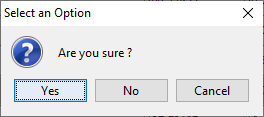 Select an Option
Are you sure ?
Yes No Cancel